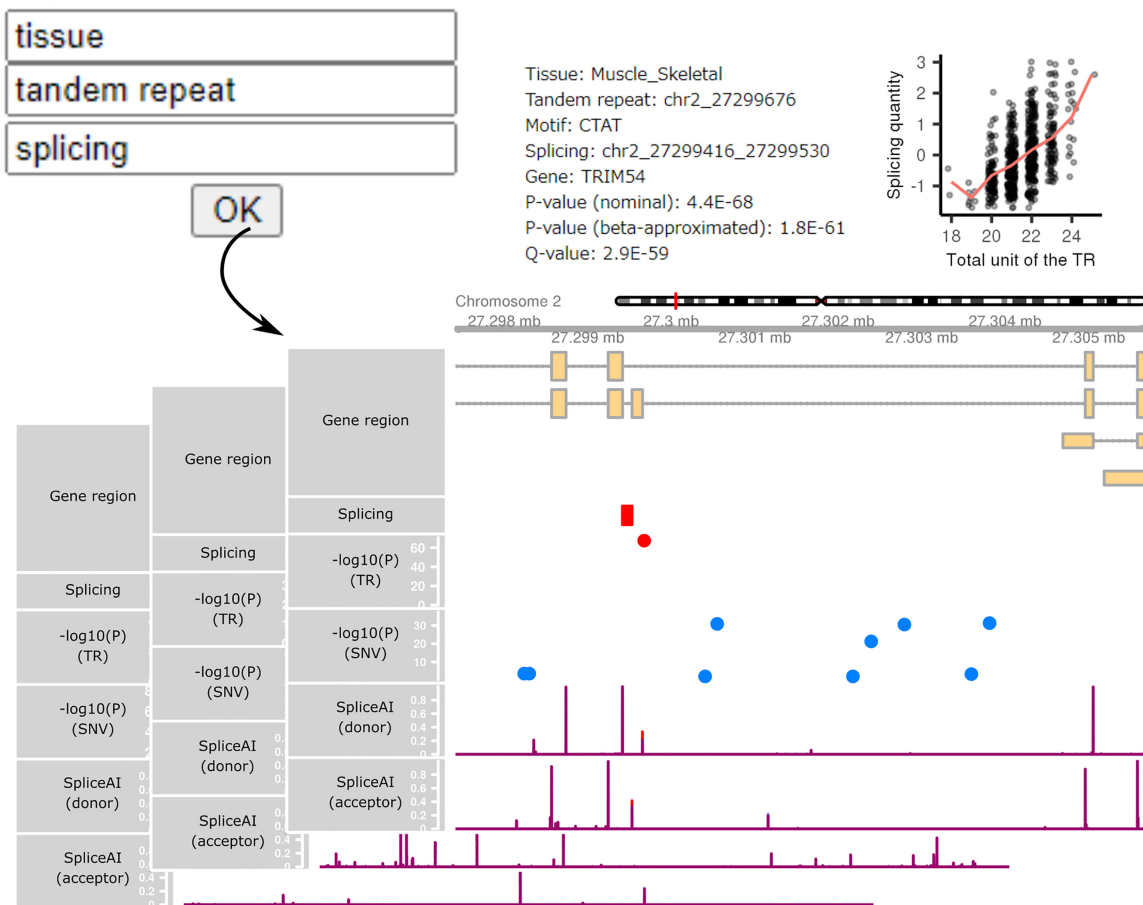 tissue
tandem repeat
splicing
OK
Tissue: Muscle_Skeletal
Tandem repeat: chr2_27299676
Motif: CTAT
Splicing: chr2_27299416_27299530
Gene: TRIM54
P-value (nominal): 4.4E-68
P-value (beta-approximated): 1.8E-61
Q-value: 2.9E-59
Splicing quantity
3
2
1
0
-1
18 20 22 24
Total unit of the TR
Chromosome 2
27.298 mb 27.3 mb 27.302 mb 27.304 mb
27.299 mb 27.301 mb 27.303 mb 27.305 mb
Gene region
Splicing
-log10(P)
(TR)
60
40
20
0
-log10(P)
(SNV)
30
20
10
SpliceAI
(donor)
0.8
0.6
0.4
0.2
0
SpliceAI
(acceptor)
0.8
0.6
0.4
0.2
0
Gene region
Splicing
-log10(P)
(TR)
-log10(P)
(SNV)
SpliceAI
(donor)
SpliceAI
(acceptor)
0.4
0.2
0
Gene region
Splicing
-log10(P)
(TR)
-log10(P)
(SNV)
SpliceAI
(donor)
SpliceAI
(acceptor)
0.4
0.2
0